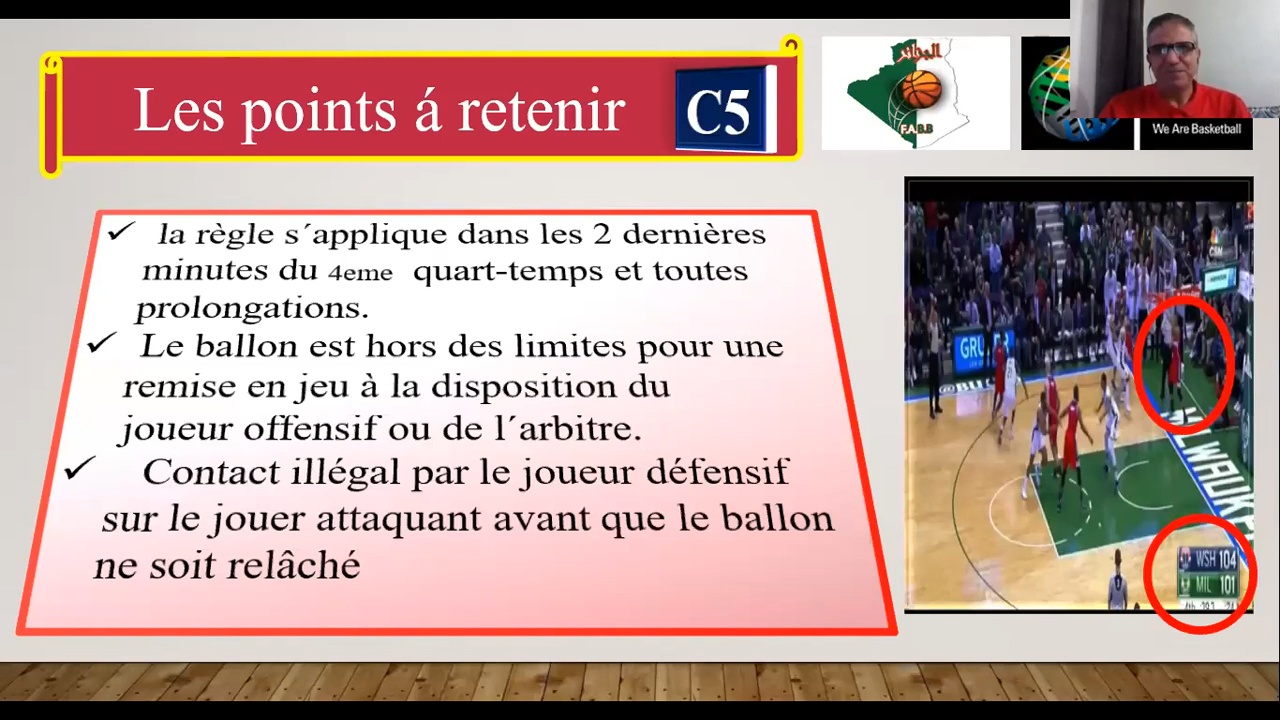 Les points á retenir
C5
الجزائر
F.A.B.B
We Are Basketball
✓ la règle s´applique dans les 2 dernières
minutes du 4eme quart-temps et toutes
prolongations.
✓ Le ballon est hors des limites pour une
remise en jeu à la disposition du
joueur offensif ou de l´arbitre.
✓ Contact illégal par le joueur défensif
sur le jouer attaquant avant que le ballon
ne soit relâché
CSN
WSH 104
MIL 101